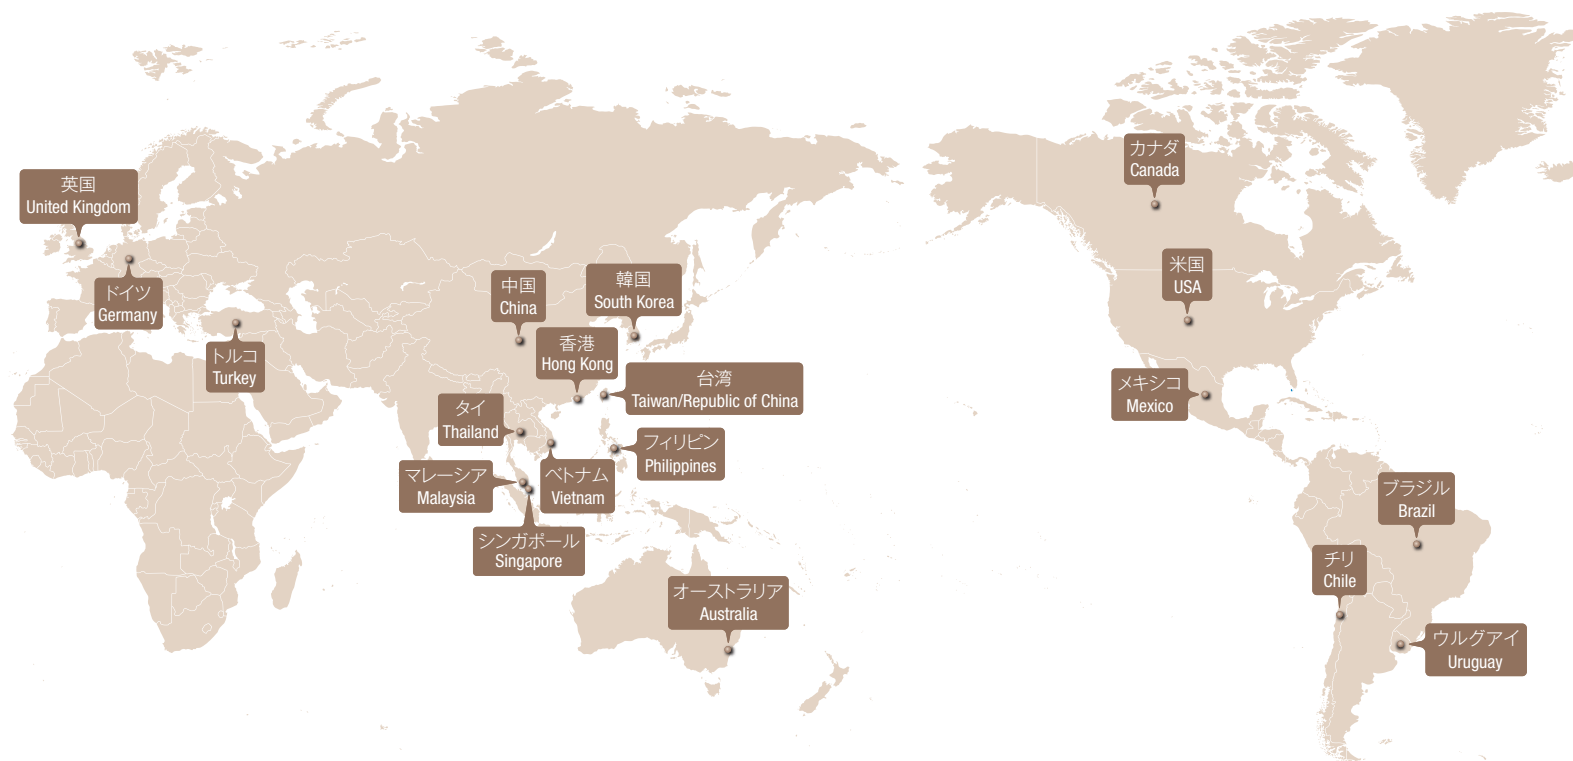 英国
United Kingdom
ドイツ
Germany
トルコ
Turkey
中国
China
韓国
South Korea
香港
Hong Kong
台湾
Taiwan/Republic of China
タイ
Thailand
フィリピン
Philippines
マレーシア
Malaysia
ベトナム
Vietnam
シンガポール
Singapore
オーストラリア
Australia
カナダ
Canada
米国
USA
メキシコ
Mexico
ブラジル
Brazil
チリ
Chile
ウルグアイ
Uruguay